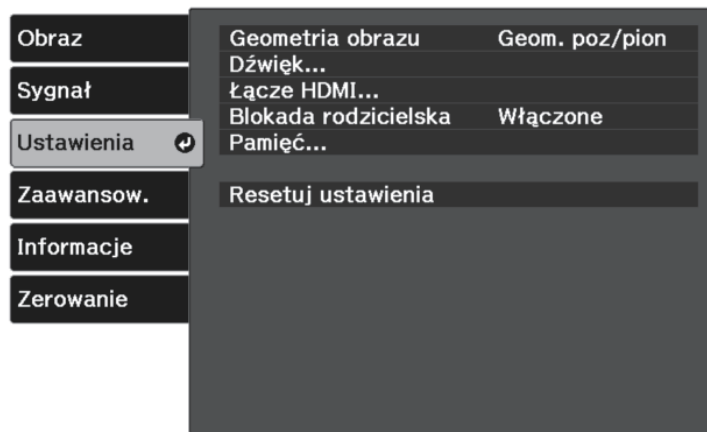 Obraz
Sygnał
Ustawienia
Zaawansow.
Informacje
Zerowanie
Geometria obrazu Geom. poz/pion
Dźwięk...
Łącze HDMI...
Blokada rodzicielska Włączone
Pamięć...
Resetuj ustawienia